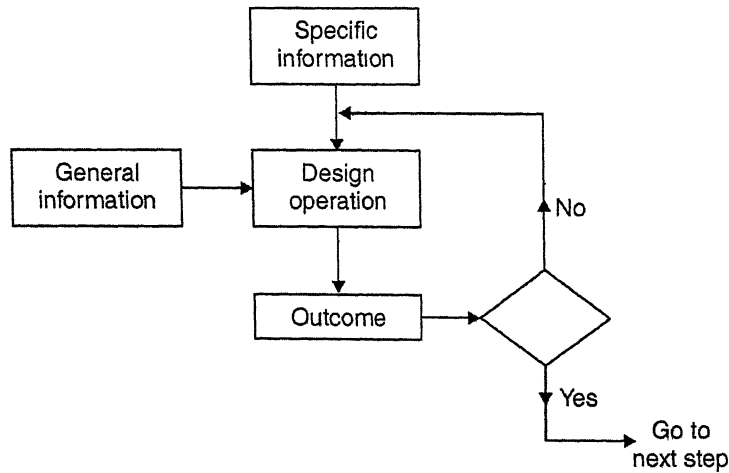 Specific
information
General
information
Design
operation
No
Outcome
Yes
Go to
next step